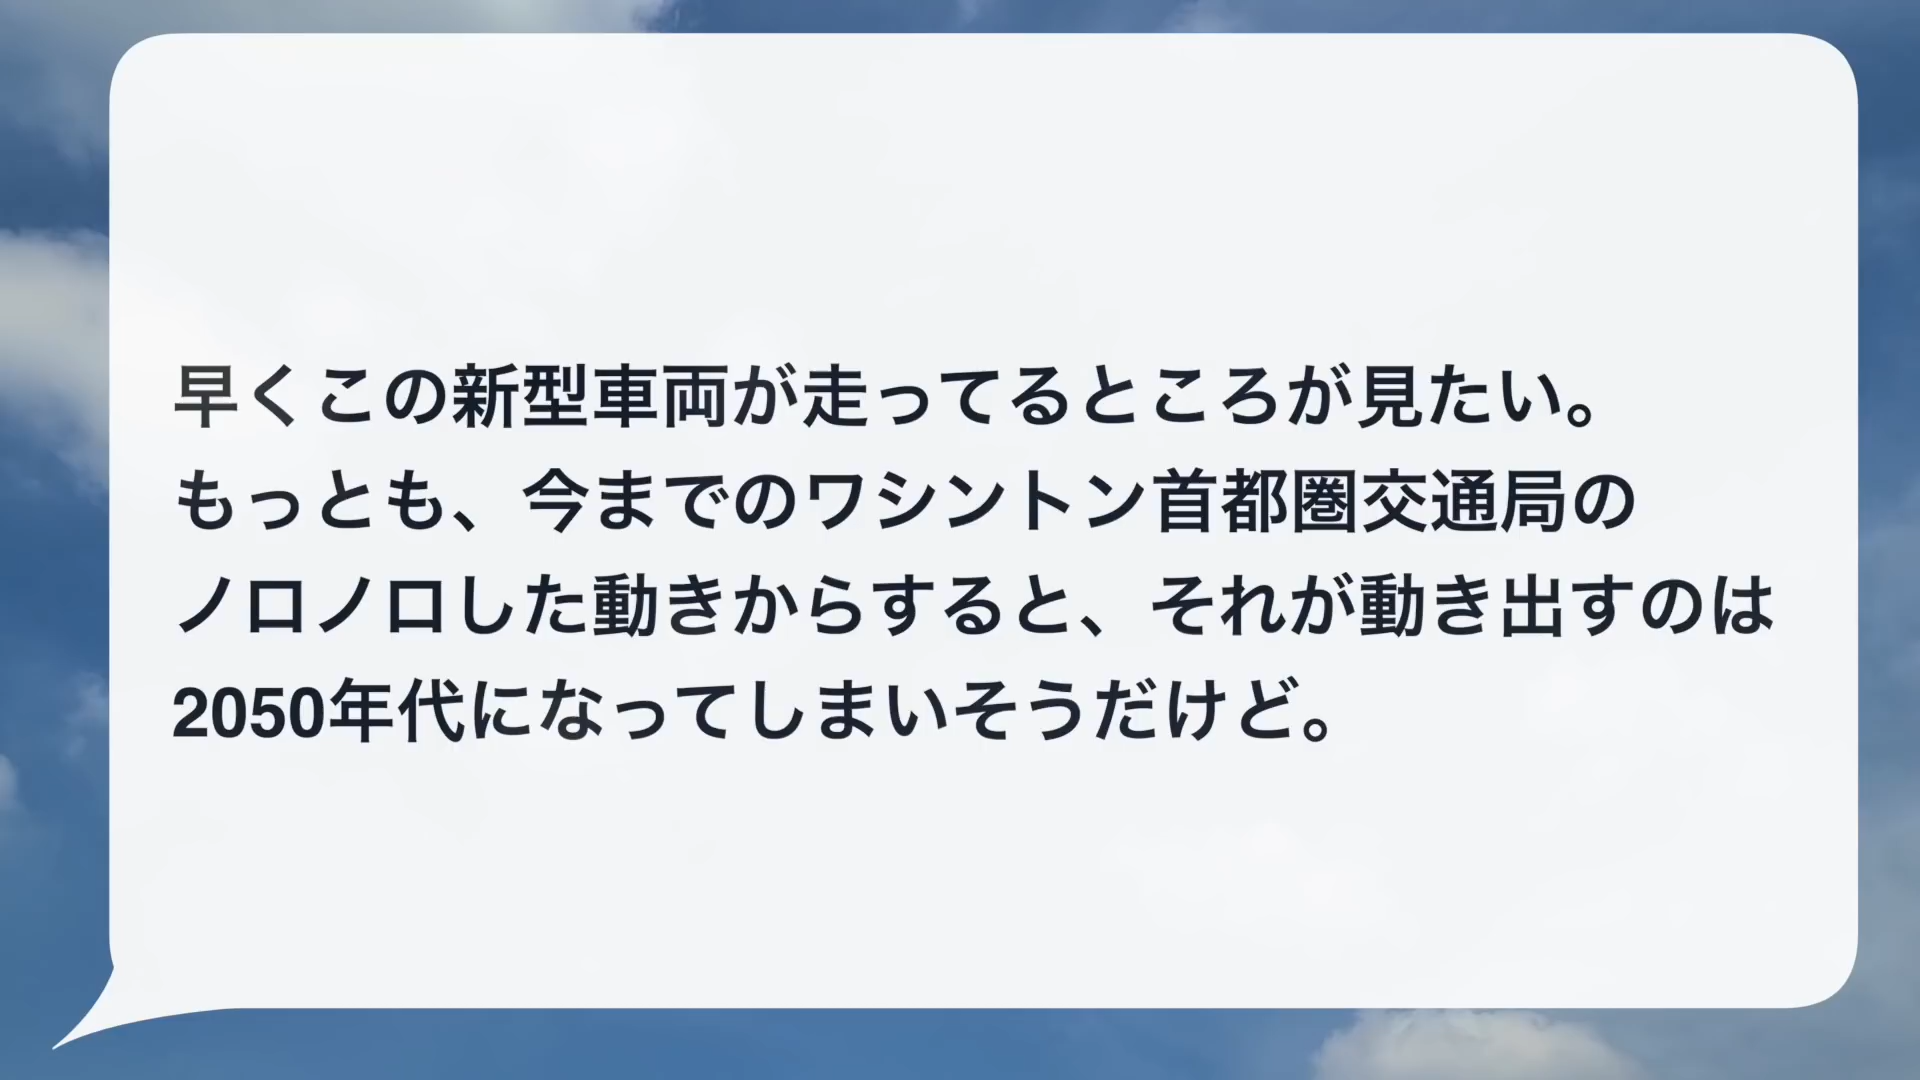 早くこの新型車両が走ってるところが見たい。
もっとも、今までのワシントン首都圏交通局の
ノロノロした動きからすると、それが動き出すのは
2050年代になってしまいそうだけど。